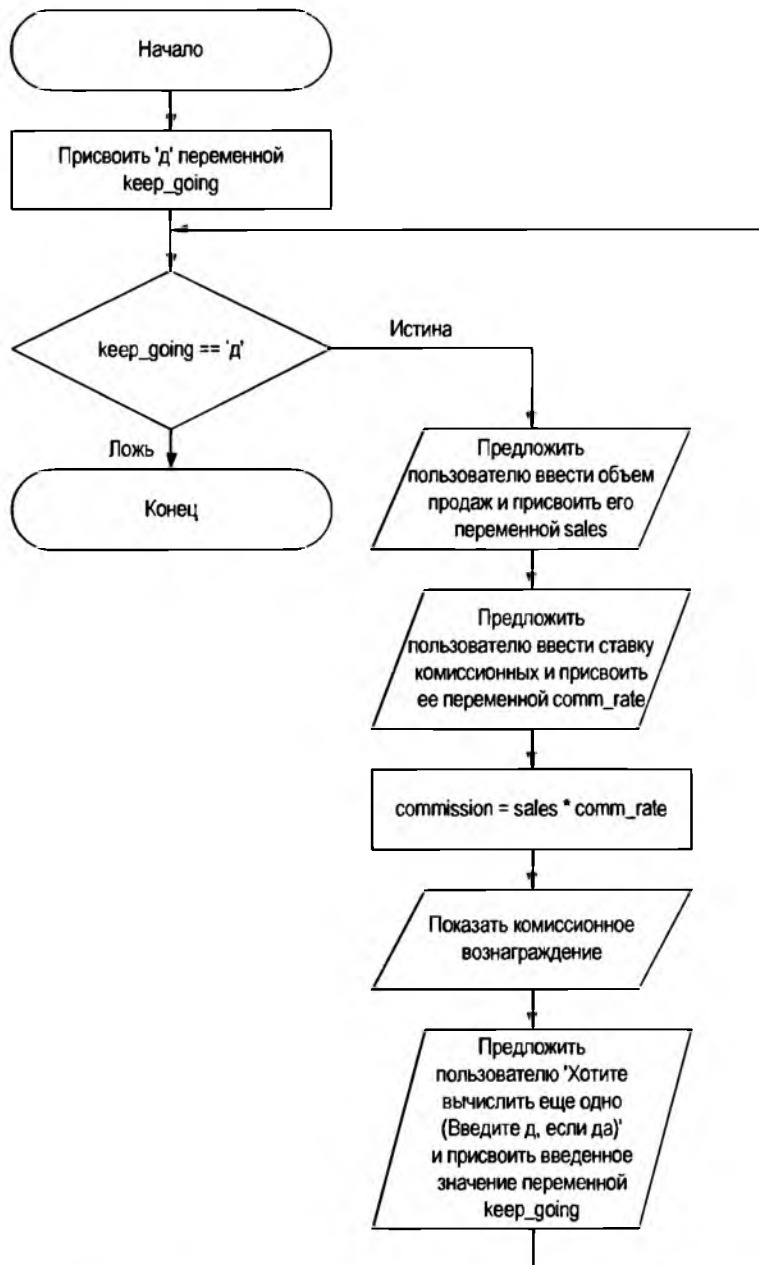 Начало
Присвоить 'д' переменной
keep_going
keep_going == 'д'
Истина
Ложь
Конец
Предложить
пользователю ввести объем
продаж и присвоить его
переменной sales
Предложить
пользователю ввести ставку
комиссионных и присвоить
ее переменной comm_rate
commission = sales * comm_rate
Показать комиссионное
вознаграждение
Предложить
пользователю 'Хотите
вычислить еще одно
(Введите д, если да)'
и присвоить введенное
значение переменной
keep_going